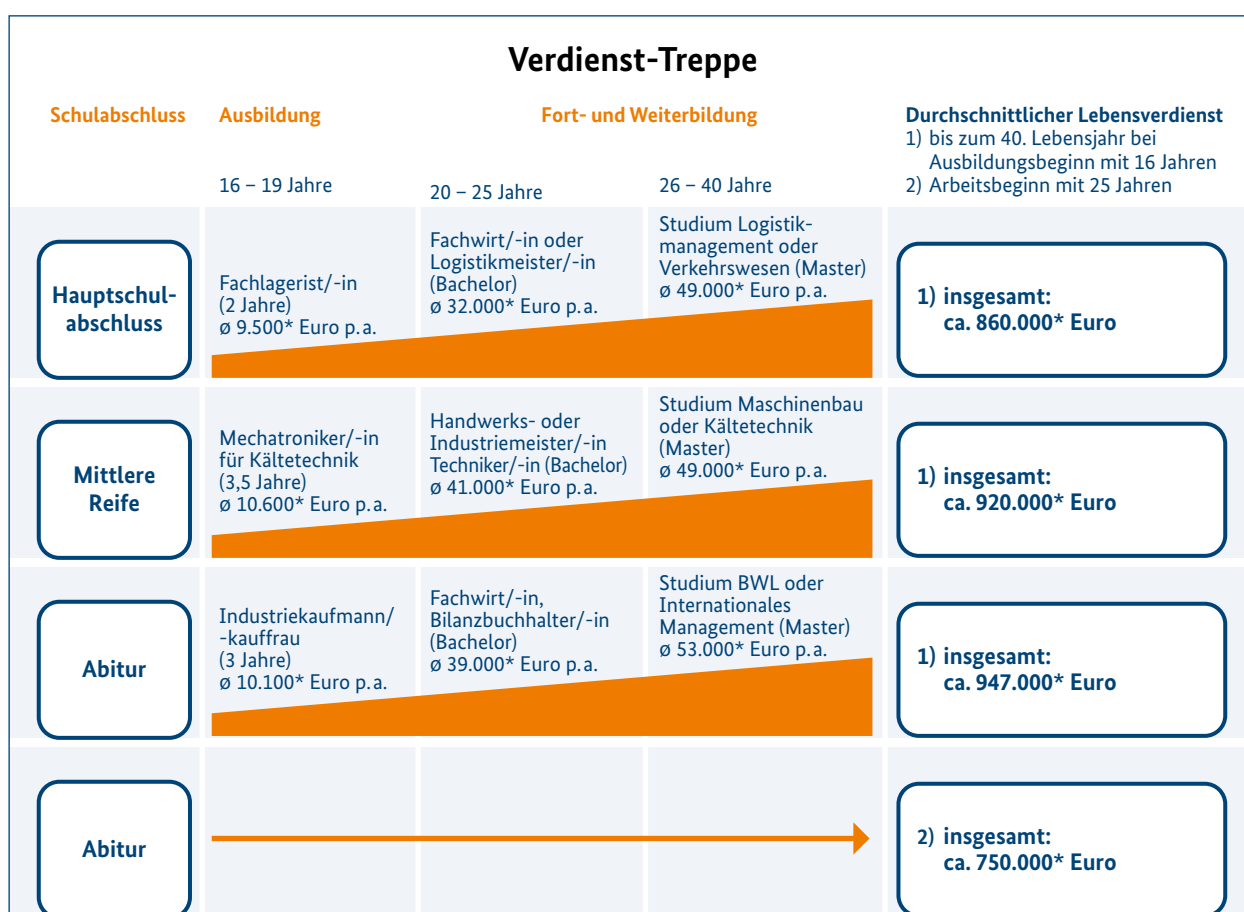 Verdienst-Treppe
Schulabschluss
Ausbildung
Fort- und Weiterbildung
Durchschnittlicher Lebensverdienst
1) bis zum 40. Lebensjahr bei
Ausbildungsbeginn mit 16 Jahren
2) Arbeitsbeginn mit 25 Jahren
16 – 19 Jahre
20 – 25 Jahre
26 – 40 Jahre
Hauptschul-
abschluss
Fachlagerist/-in
(2 Jahre)
ø 9.500* Euro p.a.
Fachwirt/-in oder
Logistikmeister/-in
(Bachelor)
ø 32.000* Euro p.a.
Studium Logistik-
management oder
Verkehrswesen (Master)
ø 49.000* Euro p.a.
1) insgesamt:
ca. 860.000* Euro
Mittlere
Reife
Mechatroniker/-in
für Kältetechnik
(3,5 Jahre)
ø 10.600* Euro p.a.
Handwerks- oder
Industriemeister/-in
Techniker/-in (Bachelor)
ø 41.000* Euro p.a.
Studium Maschinenbau
oder Kältetechnik
(Master)
ø 49.000* Euro p.a.
1) insgesamt:
ca. 920.000* Euro
Abitur
Industriekaufmann/
-kauffrau
(3 Jahre)
ø 10.100* Euro p.a.
Fachwirt/-in,
Bilanzbuchhalter/-in
(Bachelor)
ø 39.000* Euro p.a.
Studium BWL oder
Internationales
Management (Master)
ø 53.000* Euro p.a.
1) insgesamt:
ca. 947.000* Euro
Abitur
2) insgesamt:
ca. 750.000* Euro